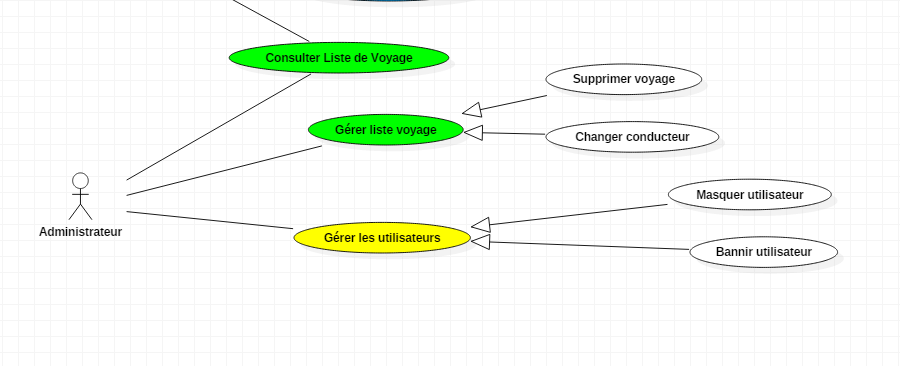 Consulter Liste de Voyage
Supprimer voyage
Gérer liste voyage
Changer conducteur
Masquer utilisateur
Administrateur
Gérer les utilisateurs
Bannir utilisateur